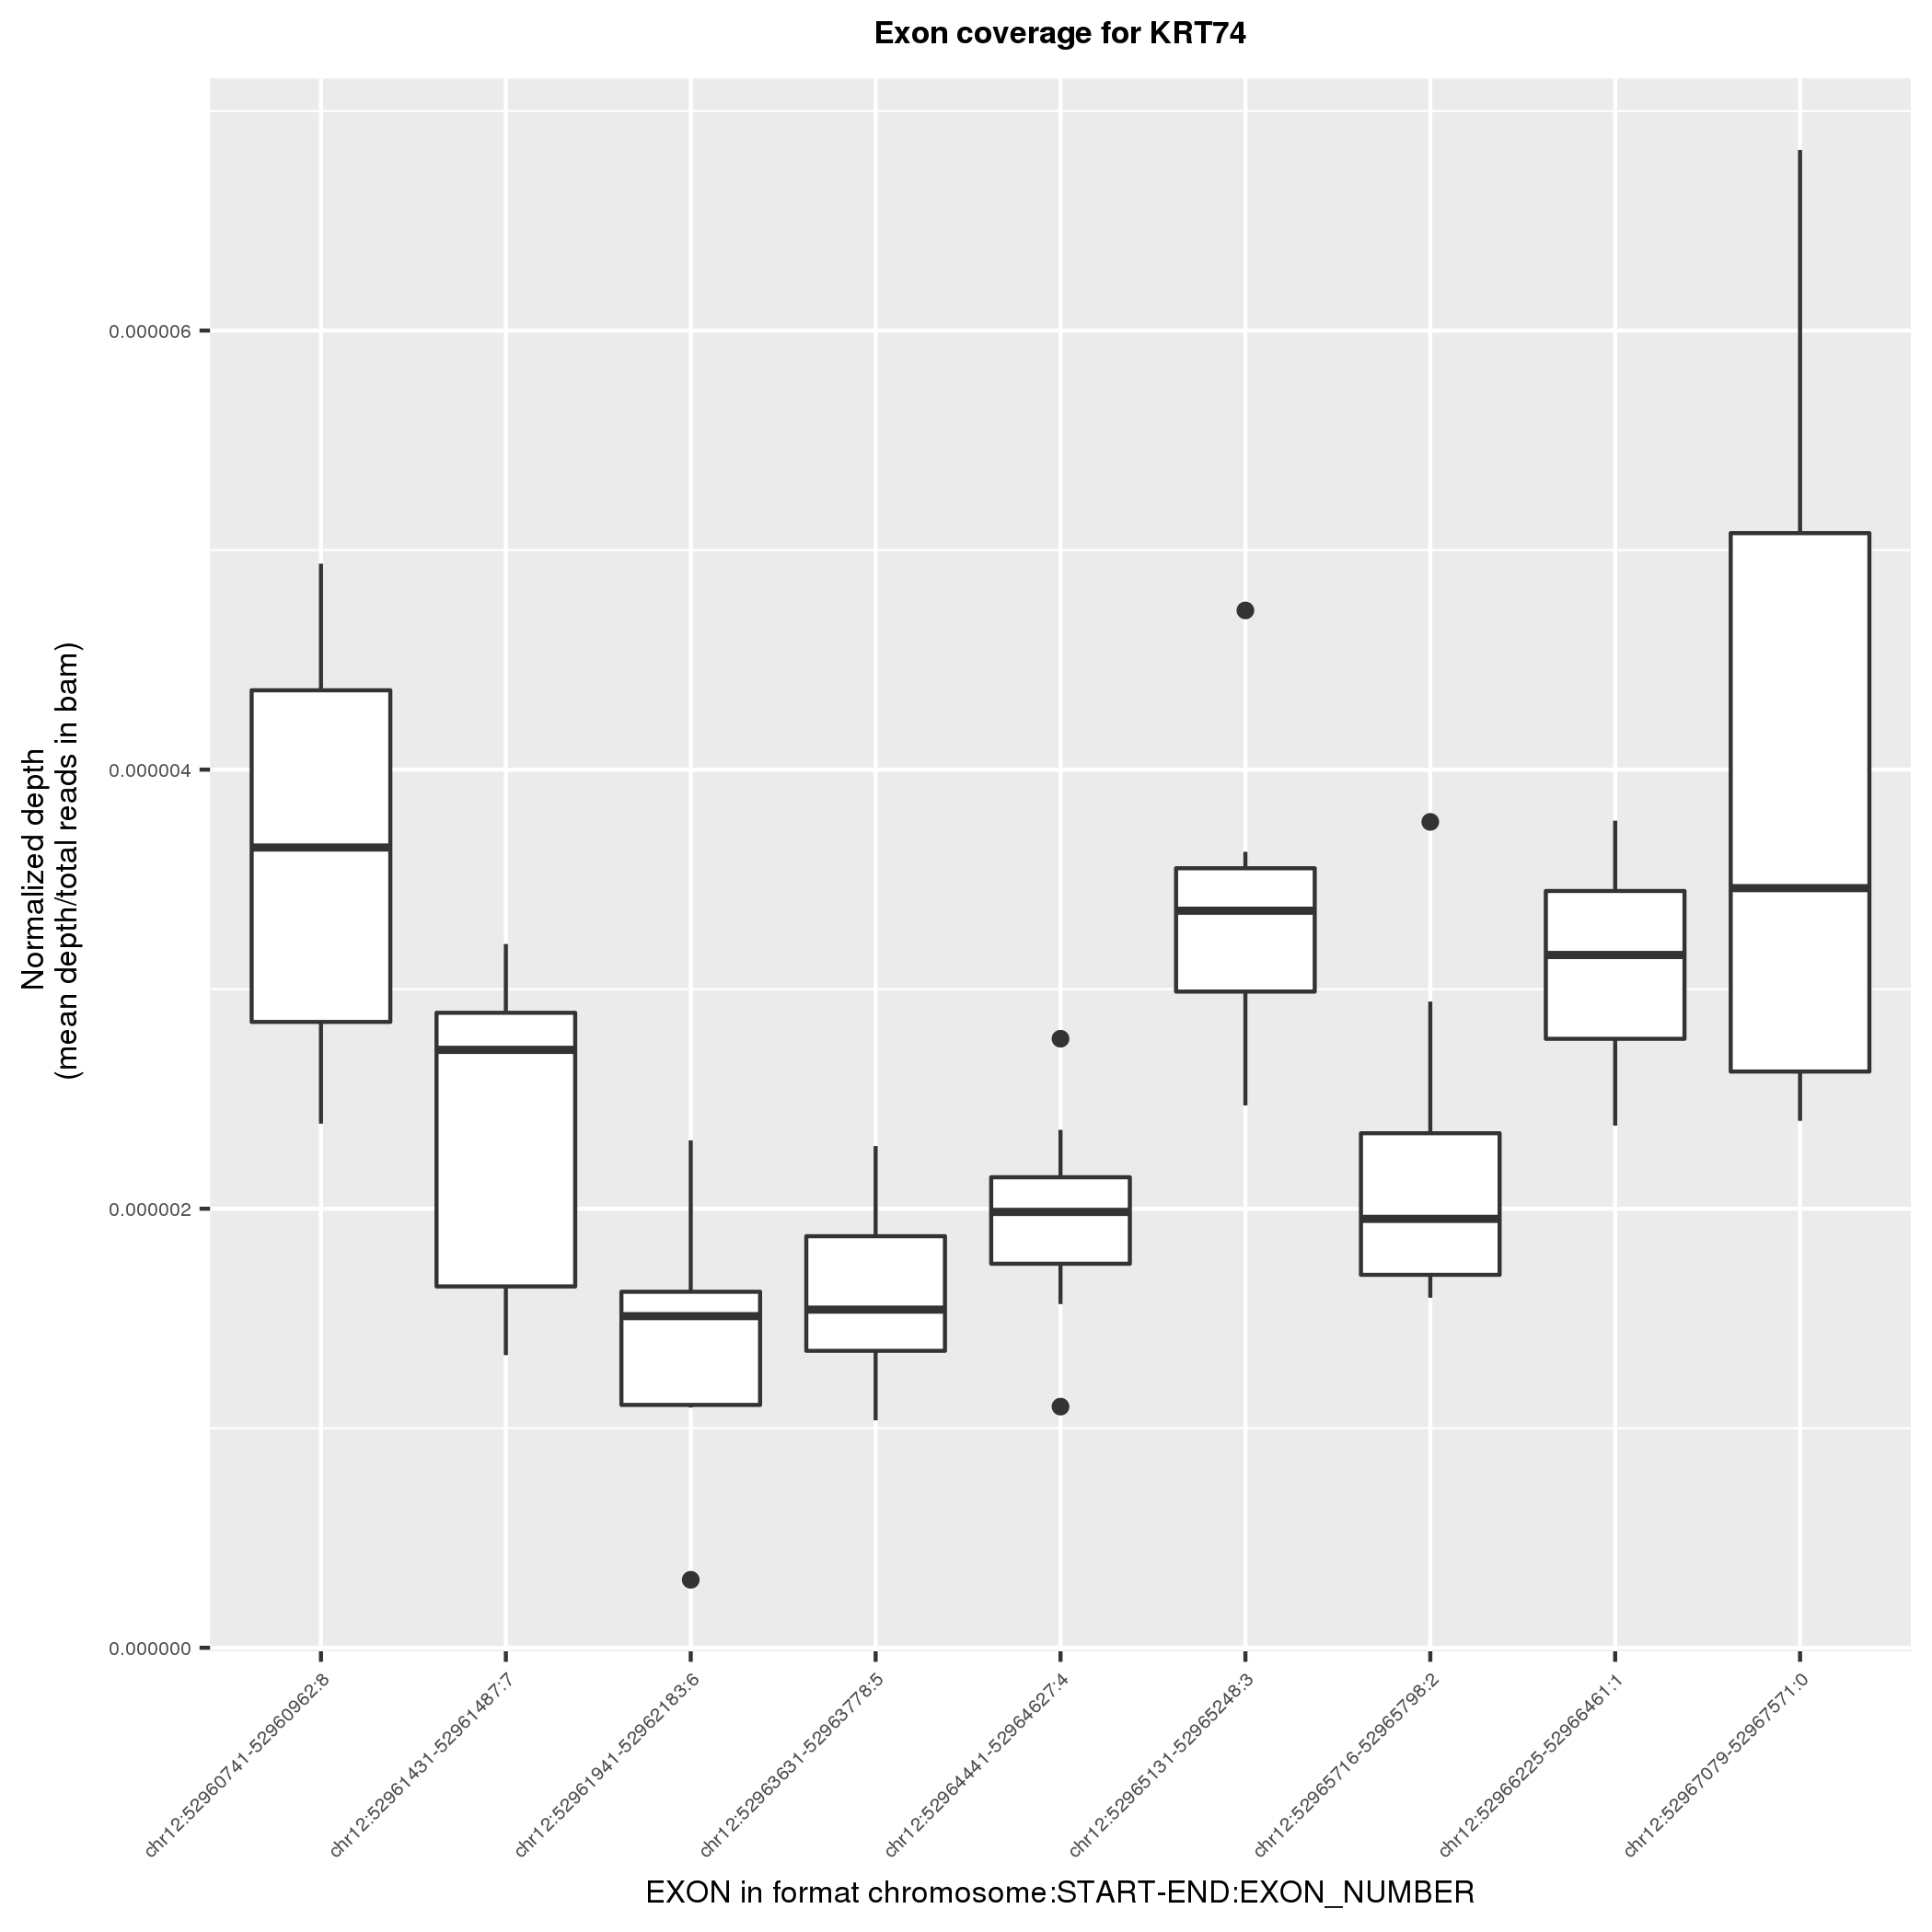 Exon coverage for KRT74
Normalized depth
(mean depth/total reads in bam)
0.000006
0.000004
0.000002
0.000000
chr12:52960741-52960962:8
chr12:52961431-52961487:7
chr12:52961941-52962183:6
chr12:52963631-52963778:5
chr12:52964441-52964627:4
chr12:52965131-52965248:3
chr12:52965716-52965798:2
chr12:52966225-52966461:1
chr12:52967079-52967571:0
EXON in format chromosome:START-END:EXON_NUMBER